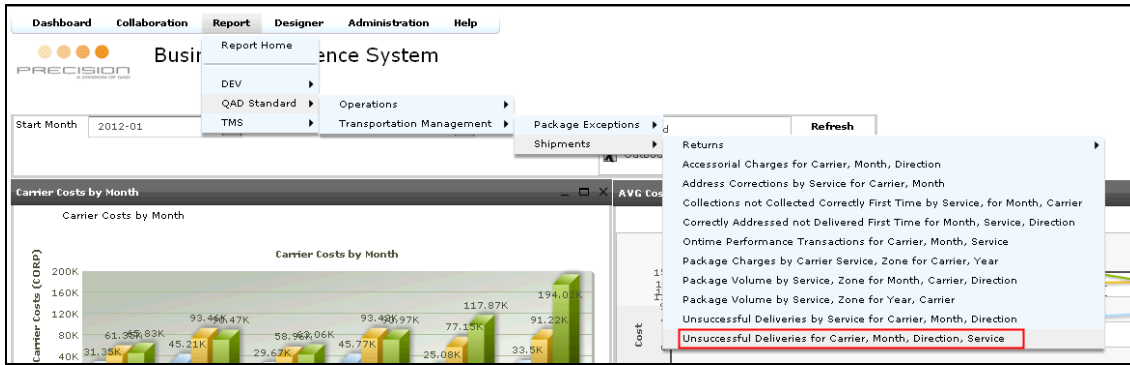 Dashboard Collaboration Report Designer Administration Help
Report Home
Busin
ence System
PRECISION
A DIVISION OF QAD
DEV
QAD Standard
Operations
TMS
Transportation Management
Package Exceptions
Shipments
Start Month 2012-01
Refresh
Returns
Accessorial Charges for Carrier, Month, Direction
Address Corrections by Service for Carrier, Month
Collections not Collected Correctly First Time by Service, for Month, Carrier
Correctly Addressed not Delivered First Time for Month, Service, Direction
Ontime Performance Transactions for Carrier, Month, Service
Package Charges by Carrier Service, Zone for Carrier, Year
Package Volume by Service, Zone for Month, Carrier, Direction
Package Volume by Service, Zone for Year, Carrier
Unsuccessful Deliveries by Service for Carrier, Month, Direction
Unsuccessful Deliveries for Carrier, Month, Direction, Service
Carrier Costs by Month
AVG Cos
Carrier Costs by Month
Carrier Costs by Month
Carrier Costs (CORP)
200K
160K
120K
80K
40K
194.02K
117.87K
91.22K
77.15K
45.21K
45.77K
31.35K
29.67K
25.08K
33.5K
Cost